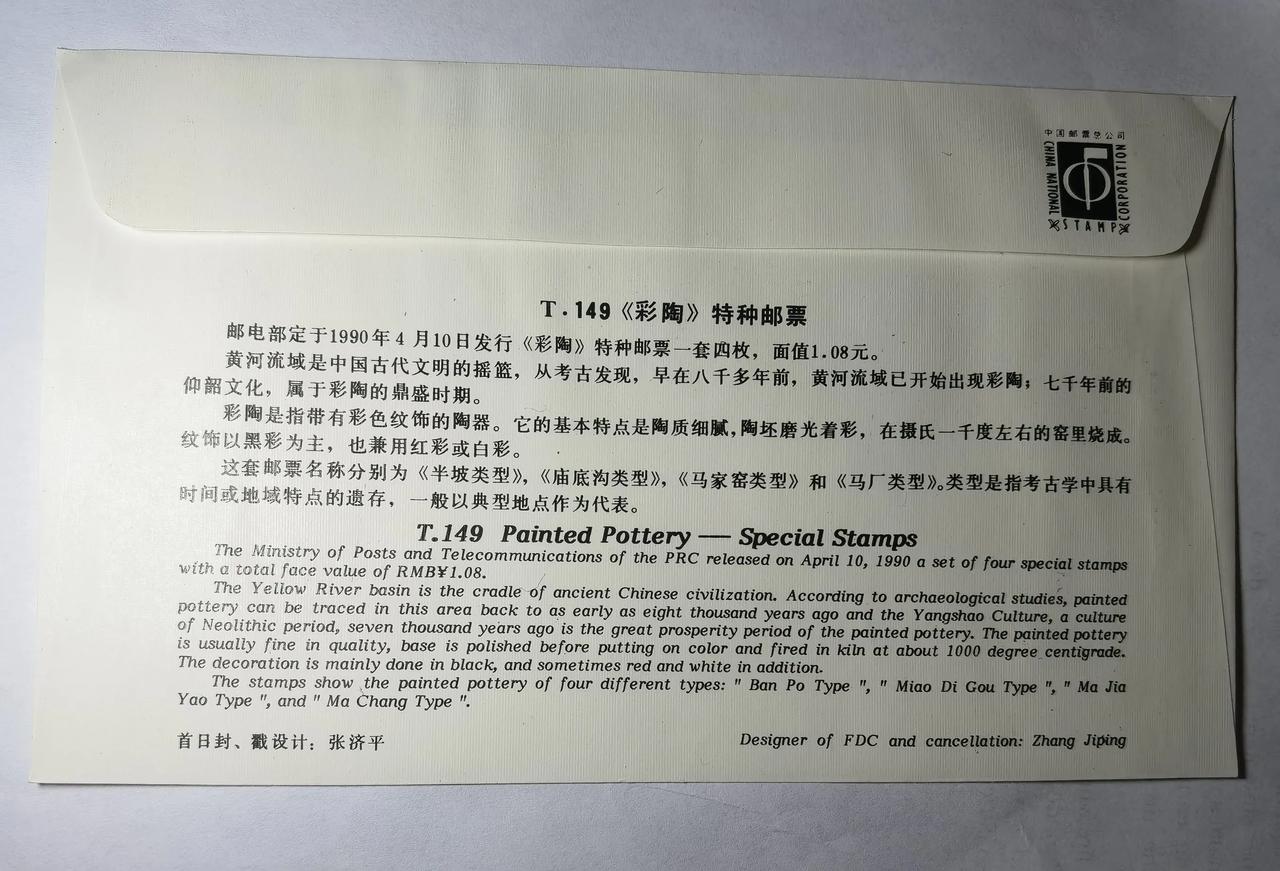 中国邮票总公司
CHINA NATIONAL
STAMP
CORPORATION
T·149《彩陶》特种邮票
邮电部定于1990年4月10日发行《彩陶》特种邮票一套四枚，面值1.08元。
黄河流域是中国古代文明的摇篮，从考古发现，早在八千多年前，黄河流域已开始出现彩陶；七千年前的
仰韶文化，属于彩陶的鼎盛时期。
彩陶是指带有彩色纹饰的陶器。它的基本特点是陶质细腻，陶坯磨光着彩，在摄氏一千度左右的窑里烧成。
纹饰以黑彩为主，也兼用红彩或白彩。
这套邮票名称分别为《半坡类型》，《庙底沟类型》，《马家窑类型》和《马厂类型》。类型是指考古学中具有
时间或地域特点的遗存，一般以典型地点作为代表。
T.149 Painted Pottery — Special Stamps
The Ministry of Posts and Telecommunications of the PRC released on April 10, 1990 a set of four special stamps
with a total face value of RMB¥1.08.
The Yellow River basin is the cradle of ancient Chinese civilization. According to archaeological studies, painted
pottery can be traced in this area back to as early as eight thousand years ago and the Yangshao Culture, a culture
of Neolithic period, seven thousand years ago is the great prosperity period of the painted pottery. The painted pottery
is usually fine in quality, base is polished before putting on color and fired in kiln at about 1000 degree centigrade.
The decoration is mainly done in black, and sometimes red and white in addition.
The stamps show the painted pottery of four different types: " Ban Po Type ", " Miao Di Gou Type ", " Ma Jia
Yao Type ", and " Ma Chang Type ".
首日封、戳设计：张济平
Designer of FDC and cancellation: Zhang Jiping